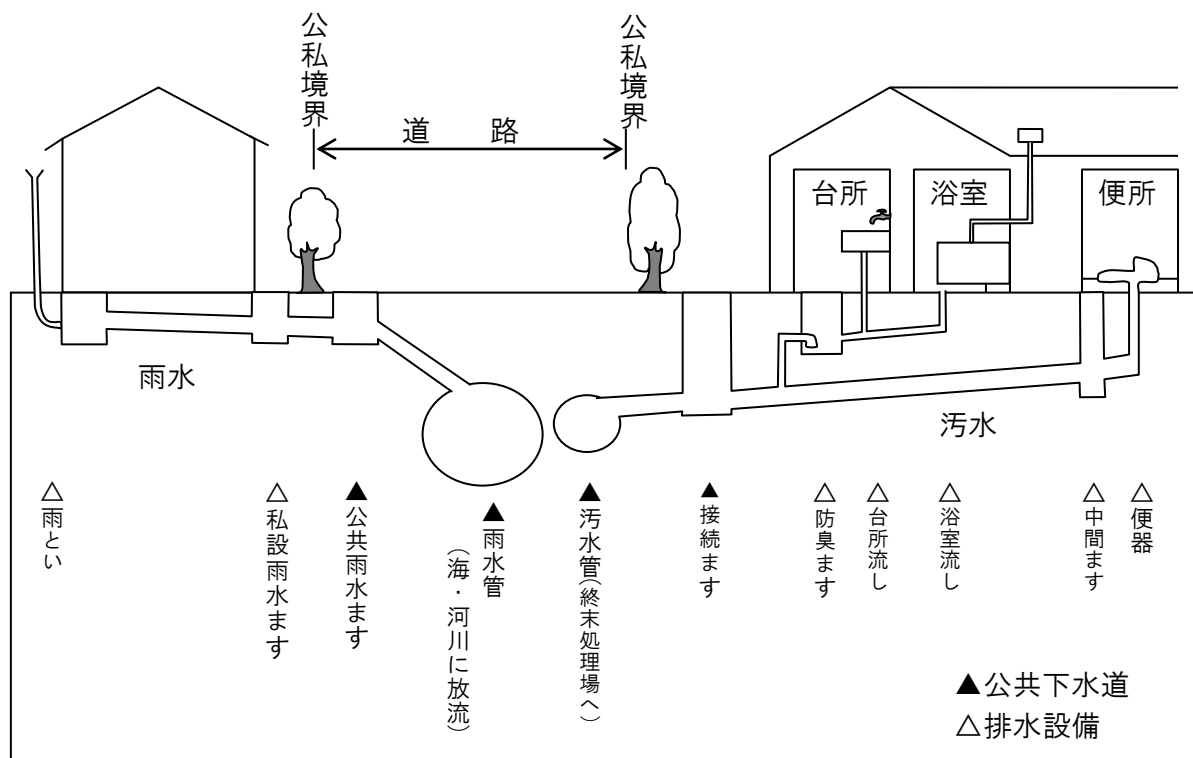 公私境界
公私境界
道　路
台所
浴室
便所
雨水
汚水
△雨とい
△私設雨水ます
▲公共雨水ます
▲雨水管
（海・河川に放流）
▲汚水管（終末処理場へ）
▲接続ます
△防臭ます
△台所流し
△浴室流し
△中間ます
△便器
▲公共下水道
△排水設備